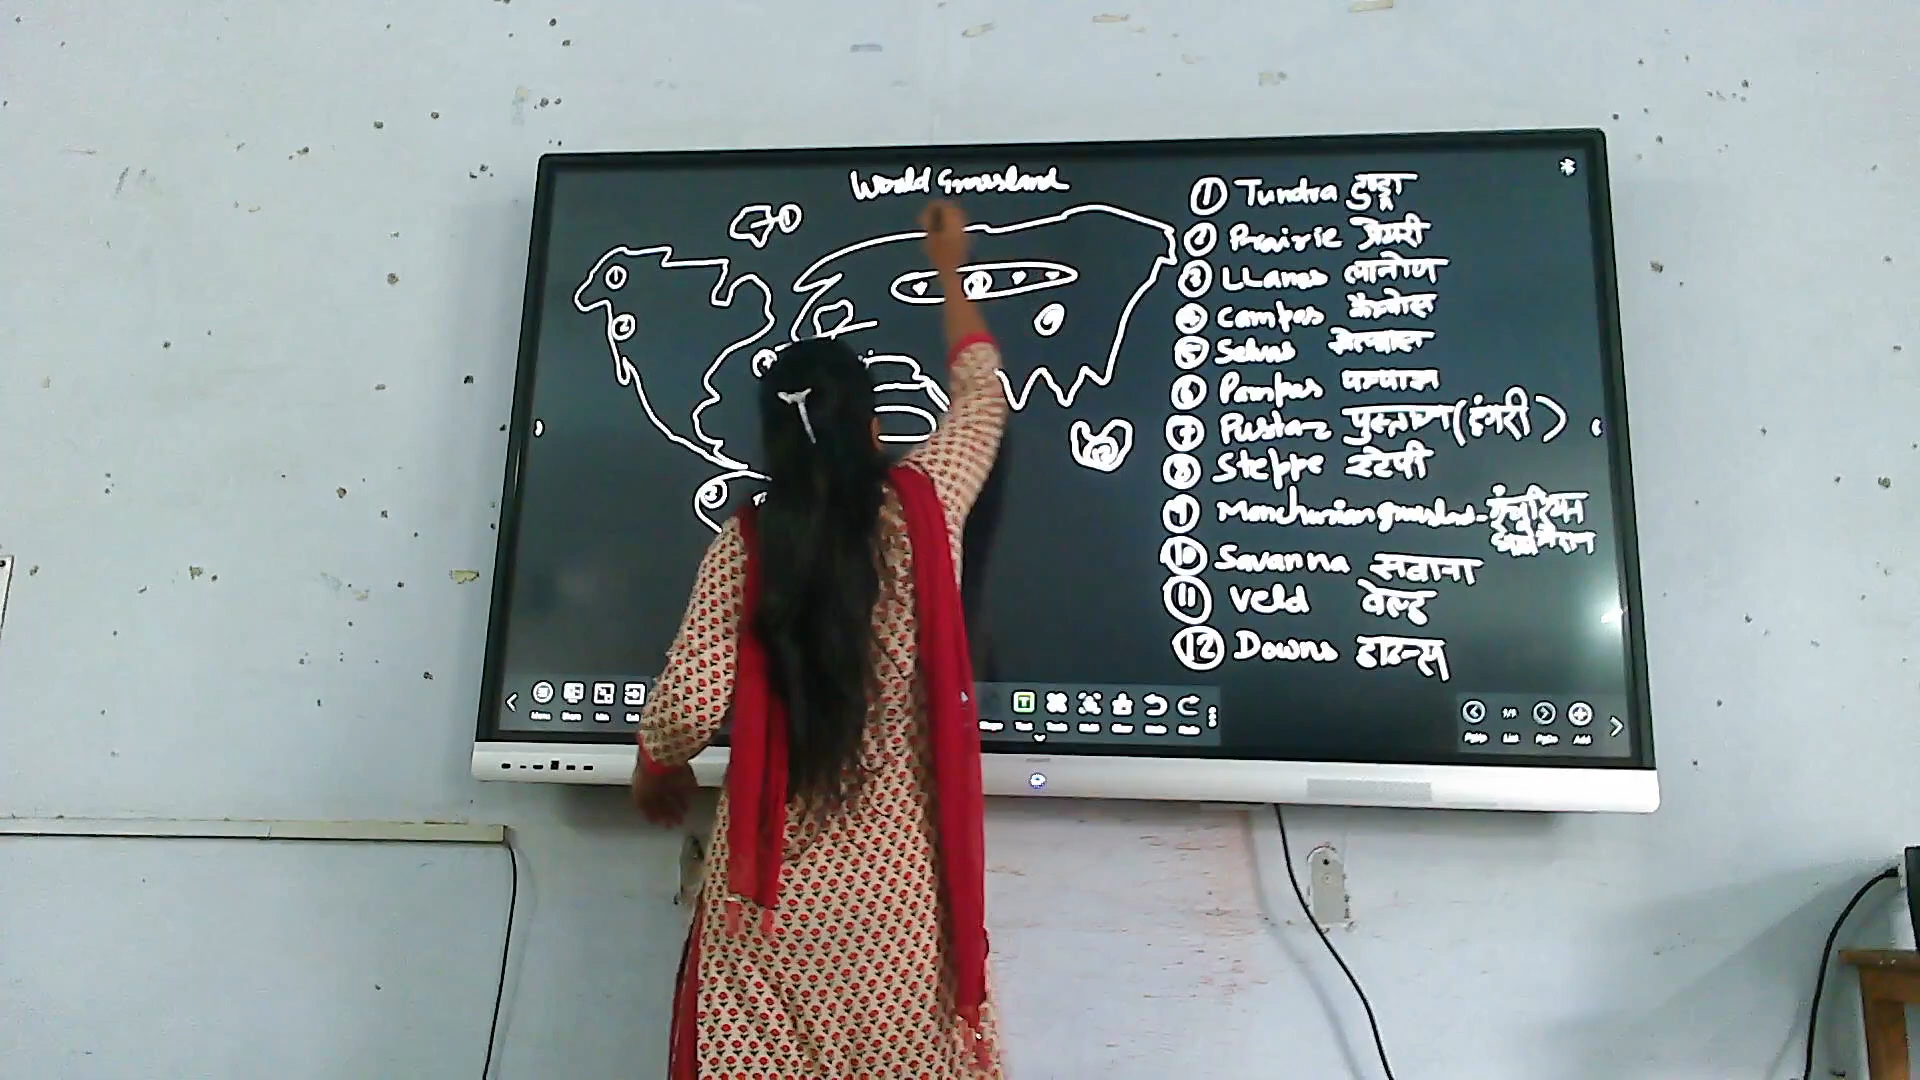 World Grassland
① Tundra टुण्ड्रा
② Prairie प्रेयरी
③ LLanos लानोज
④ Campos कैम्पोस
⑤ Selvas सेल्वास
⑥ Pampas पम्पास
⑦ Pustaz पुस्ताज (हंगरी)
⑧ Steppe स्टेपी
⑨ Manchurian grassland - मंचूरियन
घास मैदान
⑩ Savanna सवाना
⑪ Veld वेल्ड
⑫ Downs डाउन्स